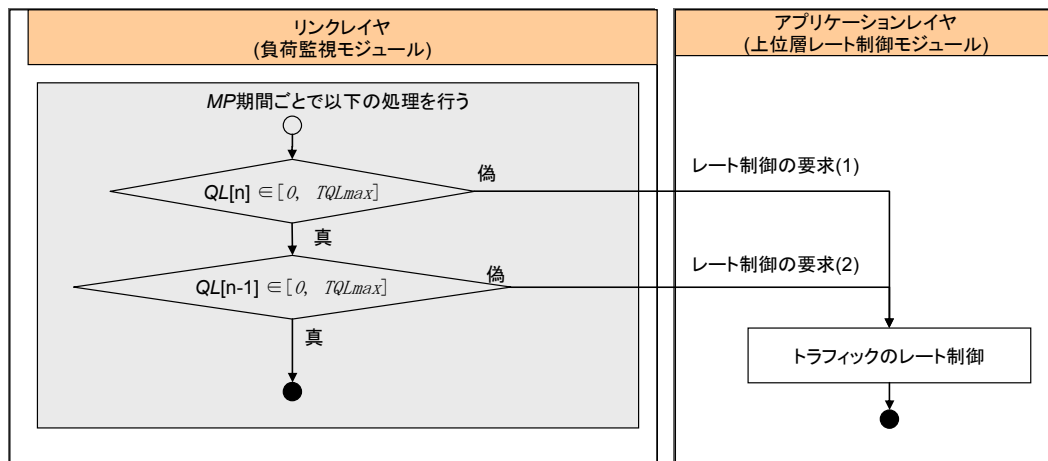 リンクレイヤ
(負荷監視モジュール)
アプリケーションレイヤ
(上位層レート制御モジュール)
MP期間ごとで以下の処理を行う
QL[n] ∈[0, TQLmax]
偽
レート制御の要求(1)
真
QL[n-1] ∈[0, TQLmax]
偽
レート制御の要求(2)
真
トラフィックのレート制御